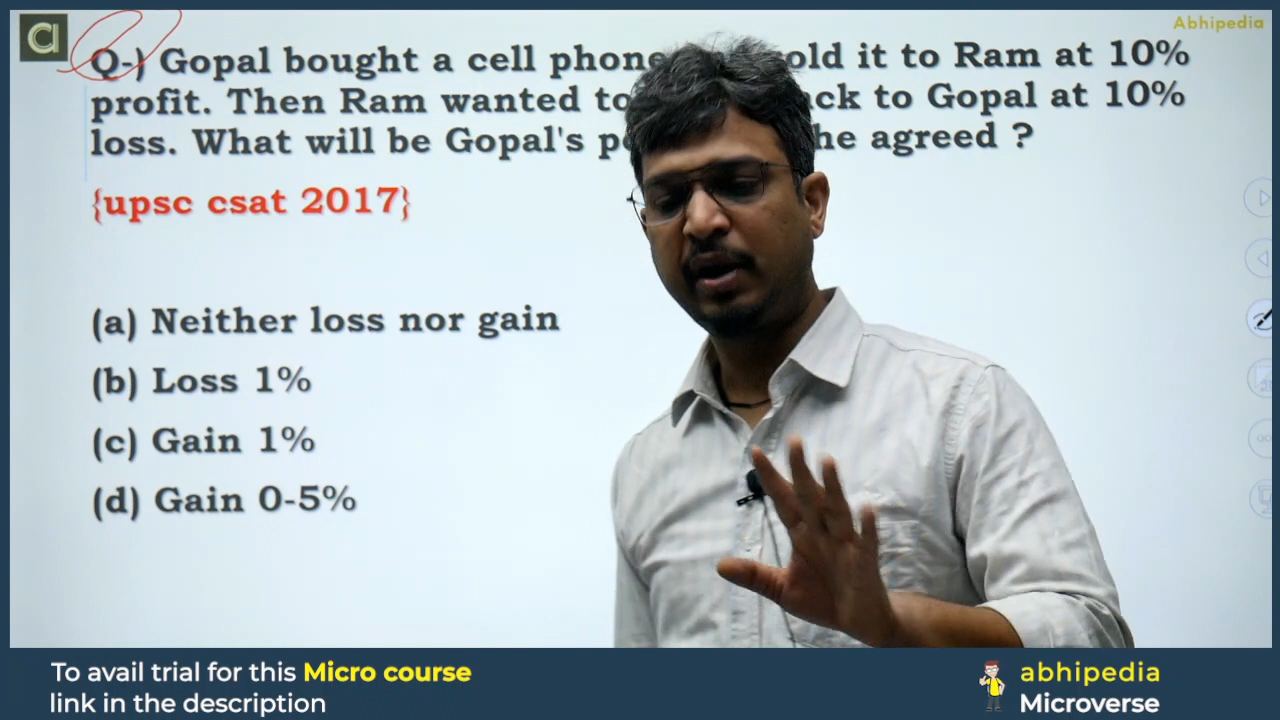 Abhipedia
Q-) Gopal bought a cell phone old it to Ram at 10%
profit. Then Ram wanted to ack to Gopal at 10%
loss. What will be Gopal's he agreed ?
{upsc csat 2017}
(a) Neither loss nor gain
(b) Loss 1%
(c) Gain 1%
(d) Gain 0-5%
To avail trial for this Micro course
link in the description
abhipedia
Microverse